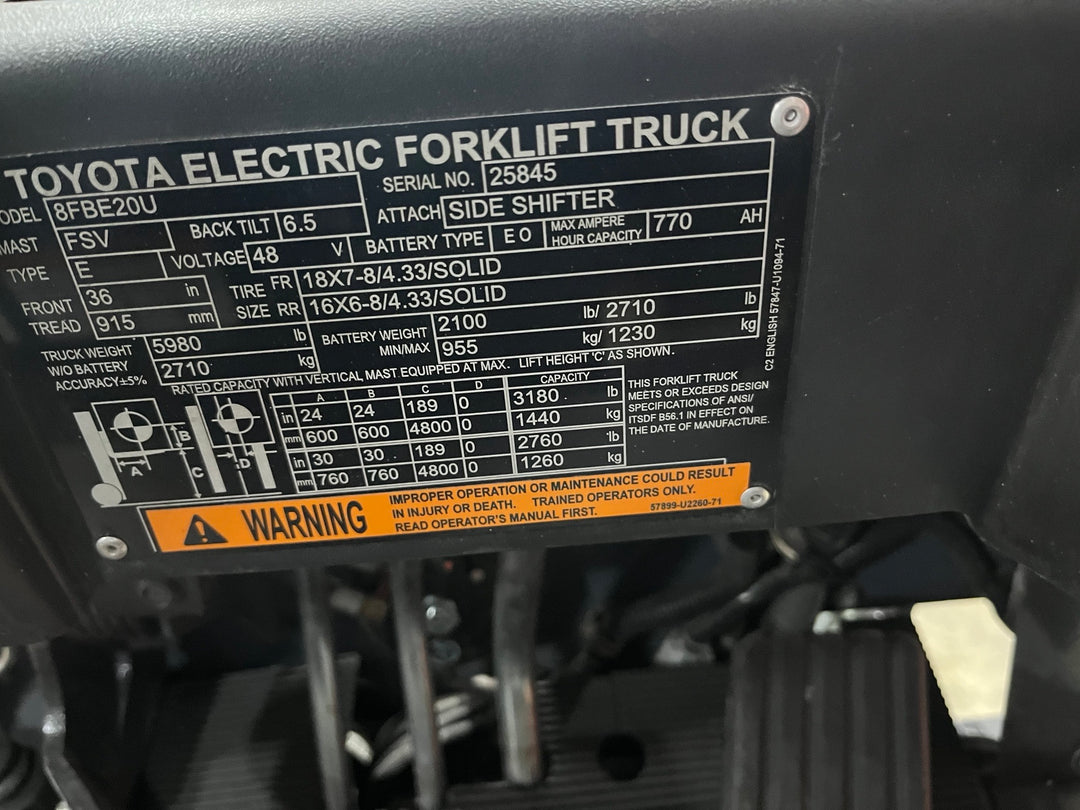 TOYOTA ELECTRIC FORKLIFT TRUCK
ODEL 8FBE20U SERIAL NO. 25845
MAST FSV BACK TILT 6.5 ATTACH SIDE SHIFTER
TYPE E VOLTAGE 48 V BATTERY TYPE E O MAX AMPERE HOUR CAPACITY 770 AH
FRONT TREAD 36 in TIRE SIZE FR 18X7-8/4.33/SOLID
915 mm RR 16X6-8/4.33/SOLID
TRUCK WEIGHT W/O BATTERY ACCURACY±5% 5980 lb BATTERY WEIGHT MIN/MAX 2100 lb/ 2710 lb
2710 kg 955 kg/ 1230 kg
RATED CAPACITY WITH VERTICAL MAST EQUIPPED AT MAX. LIFT HEIGHT 'C' AS SHOWN.
A B C D CAPACITY
in 24 24 189 0 3180 lb
mm 600 600 4800 0 1440 kg
in 30 30 189 0 2760 lb
mm 760 760 4800 0 1260 kg
A B C D
THIS FORKLIFT TRUCK
MEETS OR EXCEEDS DESIGN
SPECIFICATIONS OF ANSI/
ITSDF B56.1 IN EFFECT ON
THE DATE OF MANUFACTURE.
C2 ENGLISH 57847-U1094-71
WARNING
IMPROPER OPERATION OR MAINTENANCE COULD RESULT
IN INJURY OR DEATH. TRAINED OPERATORS ONLY.
READ OPERATOR'S MANUAL FIRST. 57899-U2260-71